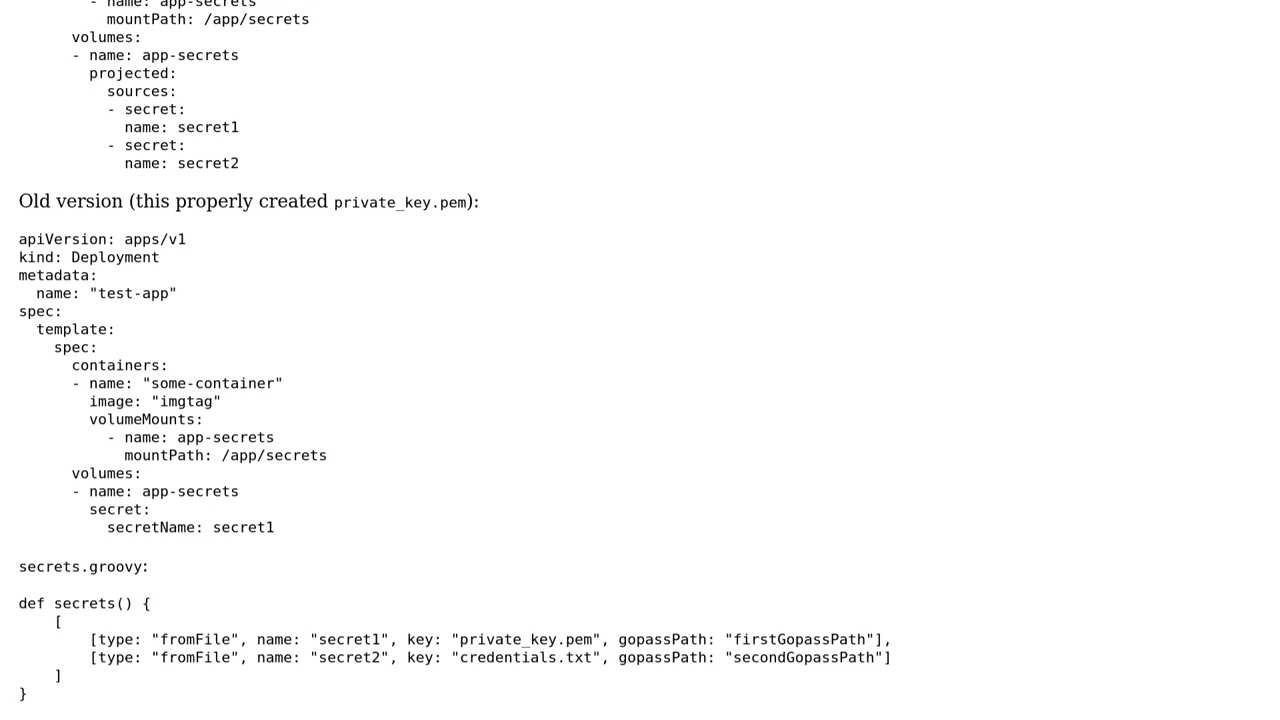 - name: app-secrets
          mountPath: /app/secrets
      volumes:
      - name: app-secrets
        projected:
          sources:
          - secret:
            name: secret1
          - secret:
            name: secret2
Old version (this properly created private_key.pem):
apiVersion: apps/v1
kind: Deployment
metadata:
  name: "test-app"
spec:
  template:
    spec:
      containers:
      - name: "some-container"
        image: "imgtag"
        volumeMounts:
          - name: app-secrets
            mountPath: /app/secrets
      volumes:
      - name: app-secrets
        secret:
          secretName: secret1
secrets.groovy:
def secrets() {
    [
        [type: "fromFile", name: "secret1", key: "private_key.pem", gopassPath: "firstGopassPath"],
        [type: "fromFile", name: "secret2", key: "credentials.txt", gopassPath: "secondGopassPath"]
    ]
}